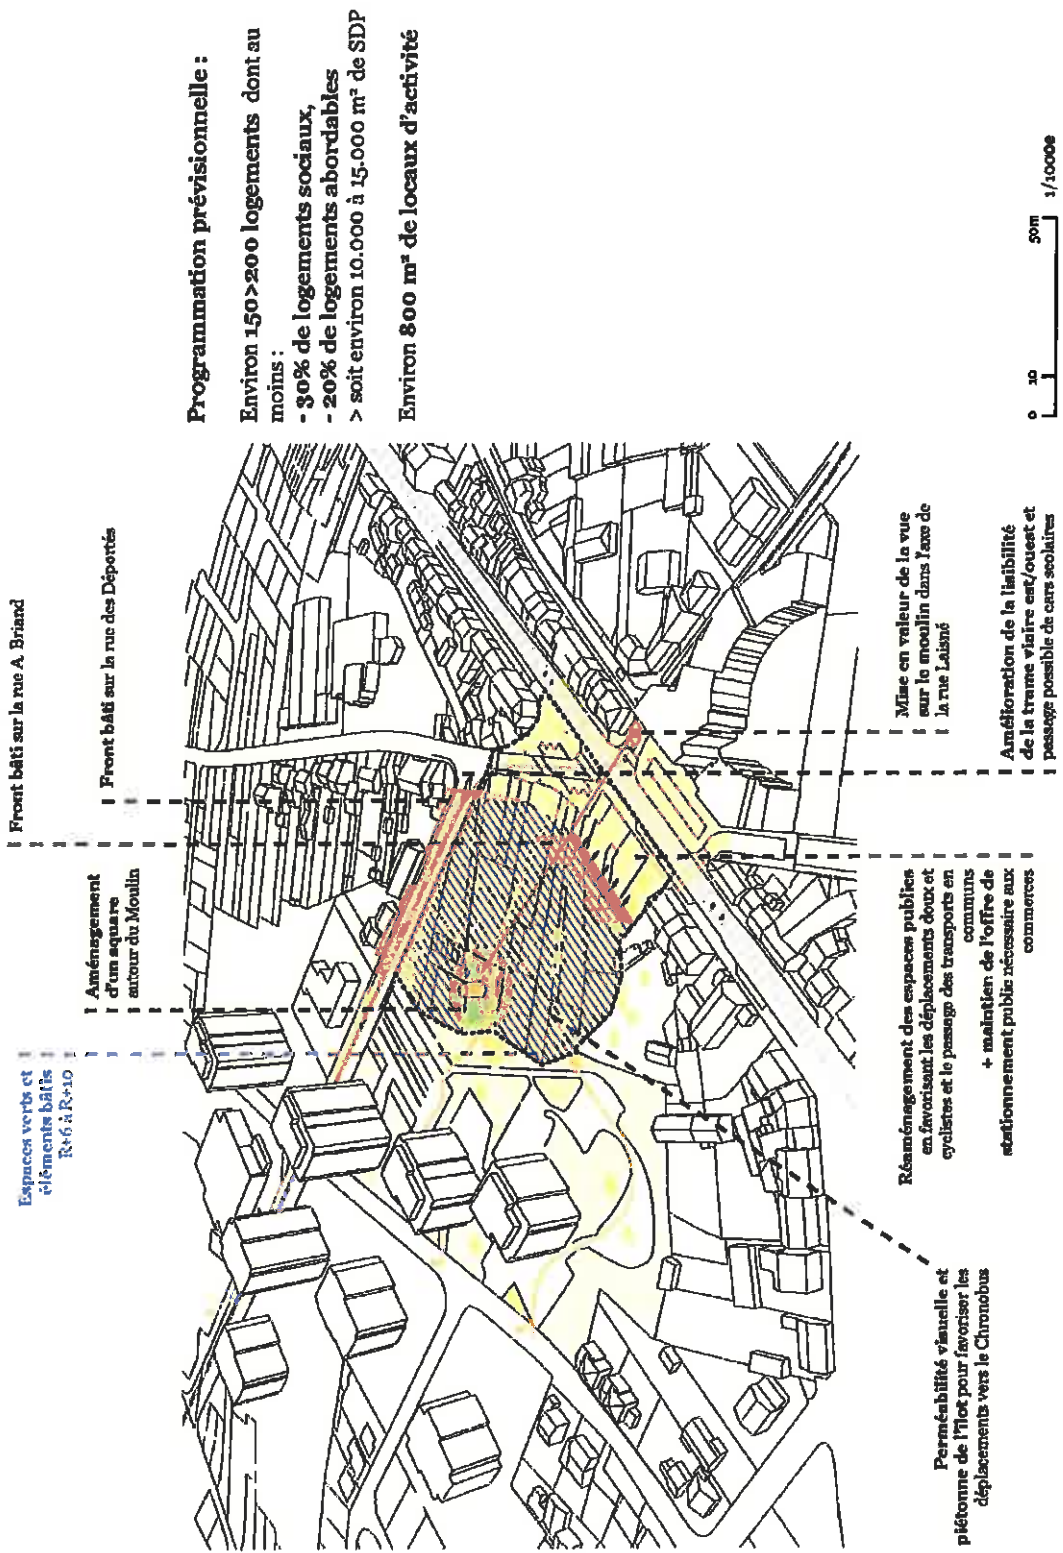 Front bâti sur la rue A Briand
Front bâti sur la rue des Déportés
Aménagement
d'un square
autour du Moulin
Espaces verts et
éléments bâtis
R+6 à R+10
Programmation prévisionnelle :
Environ 150>200 logements dont au
moins :
- 30% de logements sociaux,
- 20% de logements abordables
> soit environ 10.000 à 15.000 m² de SDP
Environ 800 m² de locaux d'activité
Perméabilité visuelle et
piétonne de l'îlot pour favoriser les
déplacements vers le Chronobus
Réaménagement des espaces publics
en favorisant les déplacements doux et
cyclistes et le passage des transports en
communs
+ maintien de l'offre de
stationnement public nécessaire aux
commerces
Mise en valeur de la vue
sur le moulin dans l'axe de
la rue Laisné
Amélioration de la lisibilité
de la trame viaire est/ouest et
passage possible de cars scolaires
0 10 50m 1/1000e